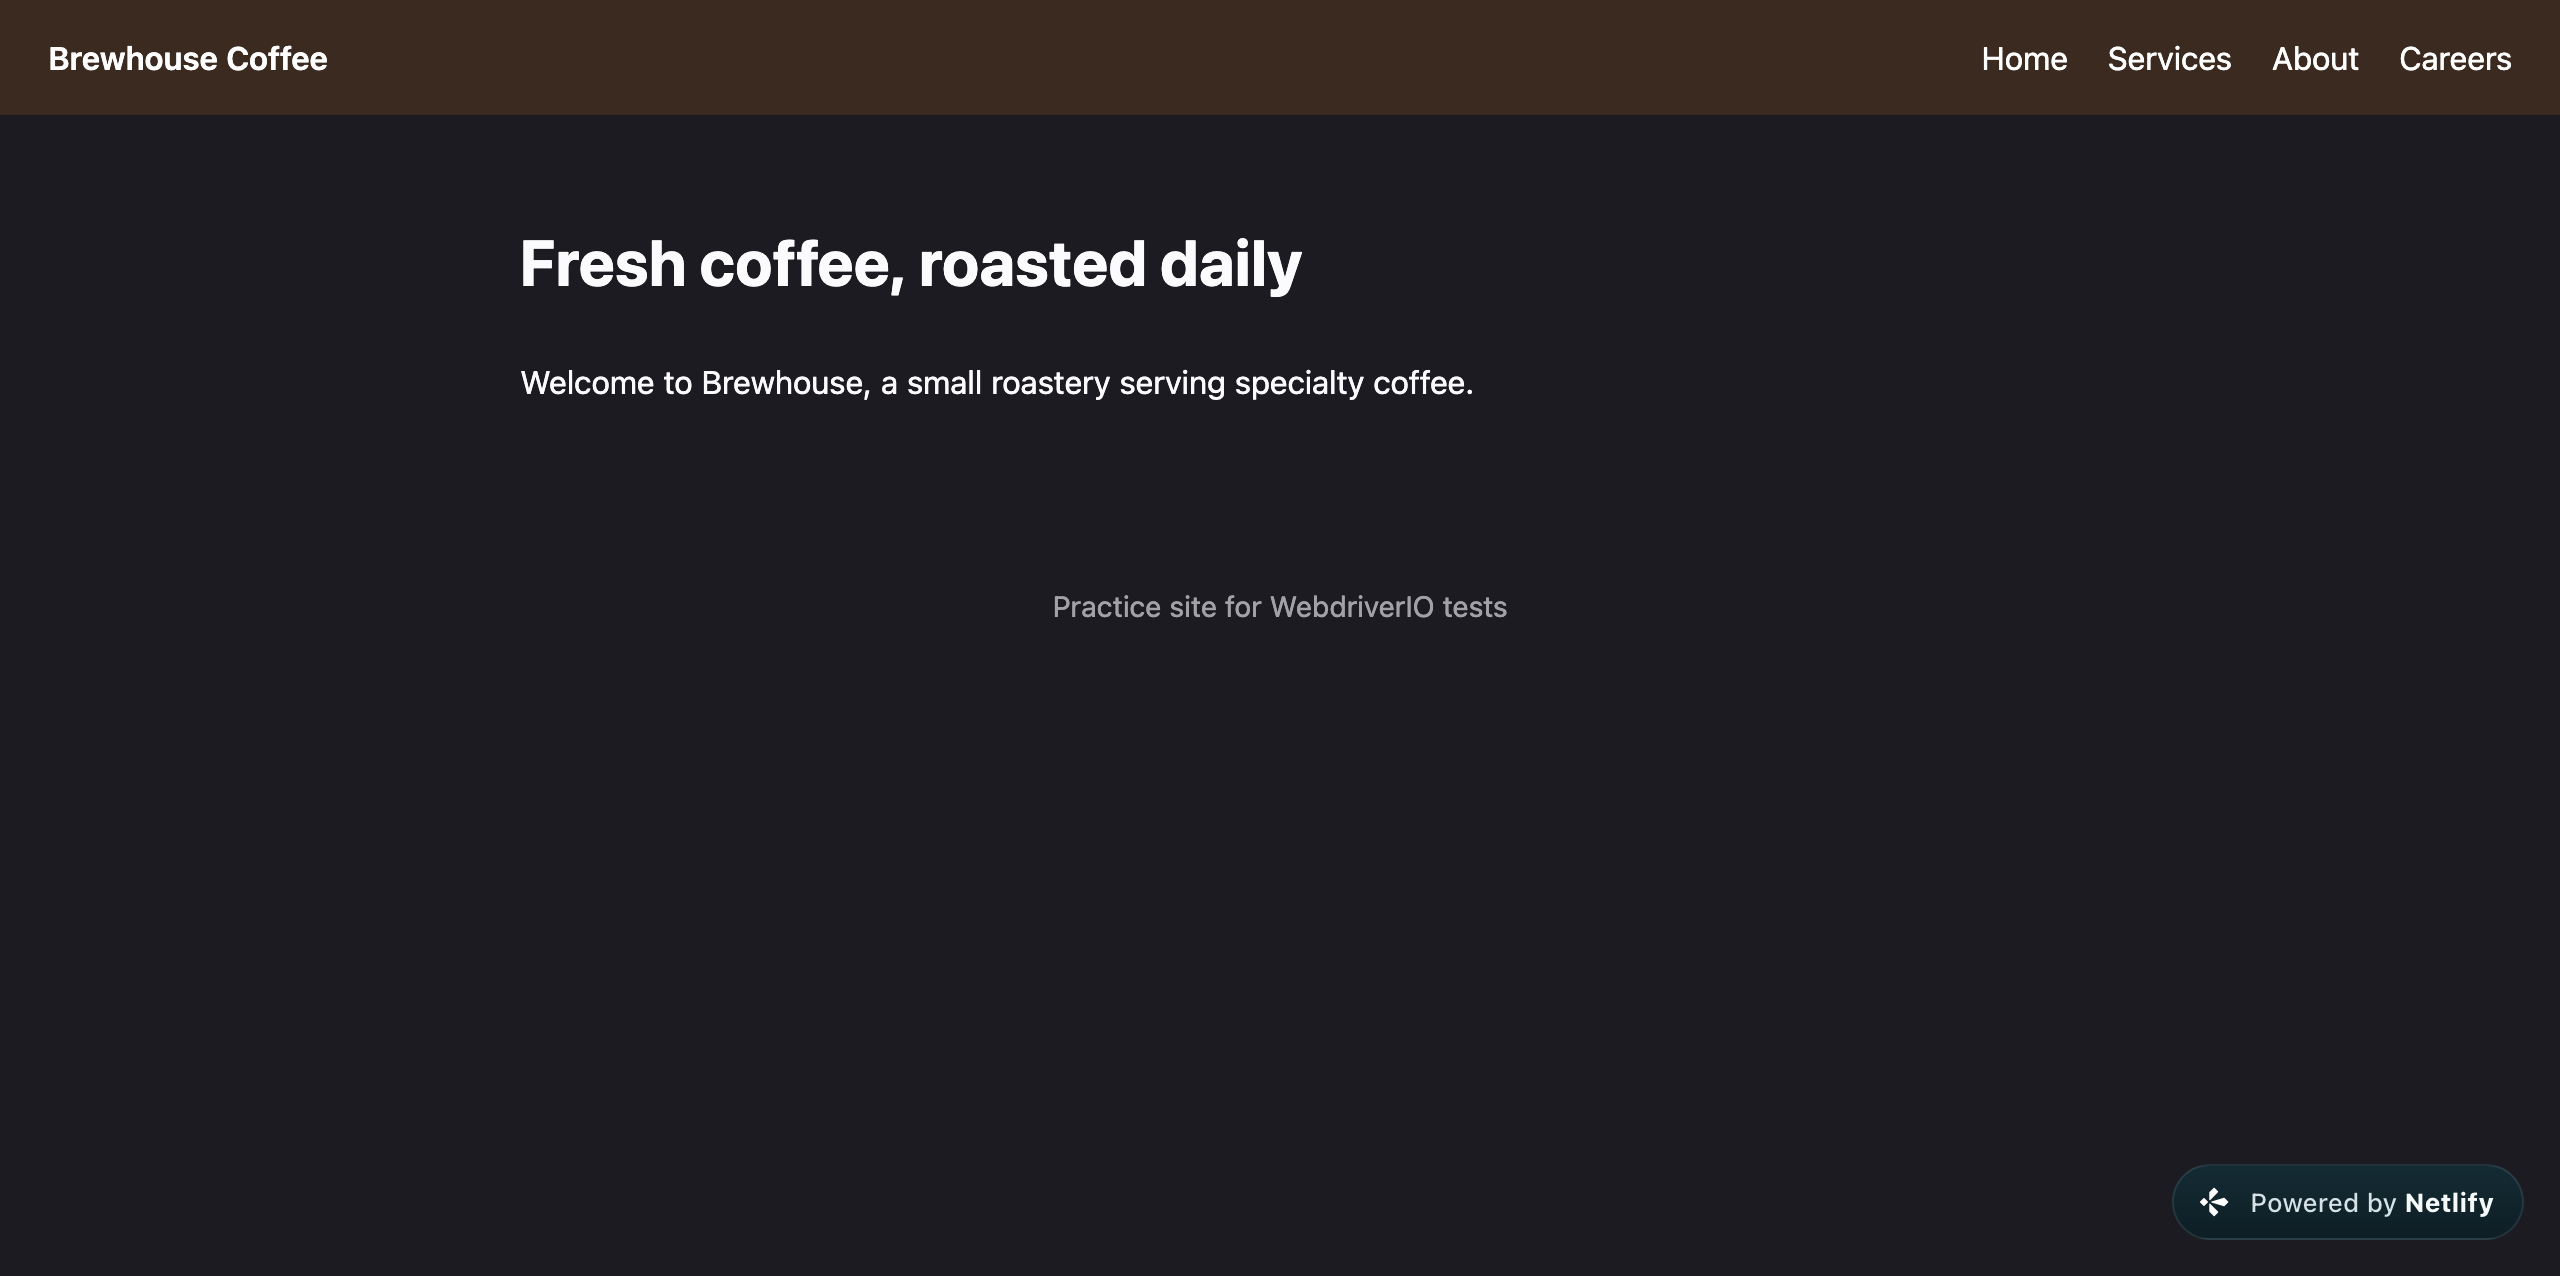 Brewhouse Coffee
Home Services About Careers
Fresh coffee, roasted daily
Welcome to Brewhouse, a small roastery serving specialty coffee.
Practice site for WebdriverIO tests
Powered by Netlify